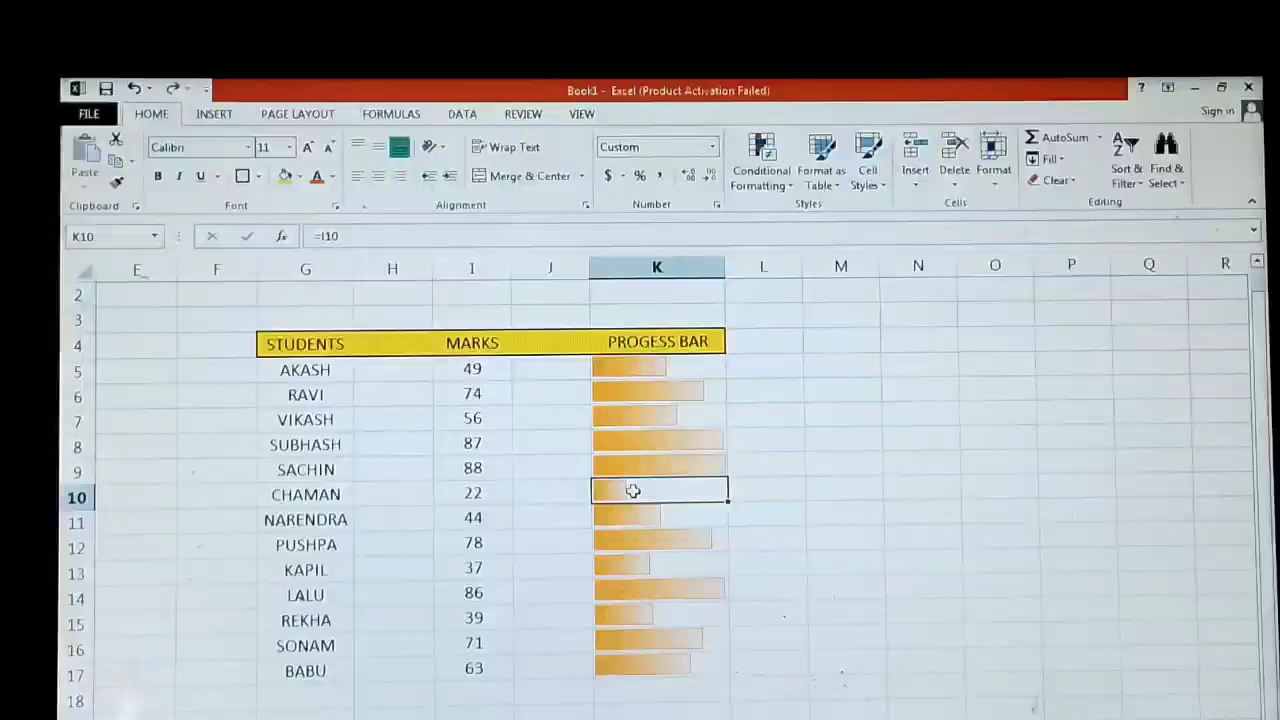 Book1 - Excel (Product Activation Failed)
?
FILE HOME INSERT PAGE LAYOUT FORMULAS DATA REVIEW VIEW Sign in
Paste
Clipboard
Calibri 11 A A
B I U A
Font
Wrap Text
Merge & Center
Alignment
Custom
$ % ,
Number
Conditional Formatting
Format as Table
Cell Styles
Styles
Insert Delete Format
Cells
AutoSum
Fill
Clear
Sort & Filter
Find & Select
Editing
K10 fx =I10
E F G H I J K L M N O P Q R
2
3
4 STUDENTS MARKS PROGESS BAR
5 AKASH 49
6 RAVI 74
7 VIKASH 56
8 SUBHASH 87
9 SACHIN 88
10 CHAMAN 22
11 NARENDRA 44
12 PUSHPA 78
13 KAPIL 37
14 LALU 86
15 REKHA 39
16 SONAM 71
17 BABU 63
18